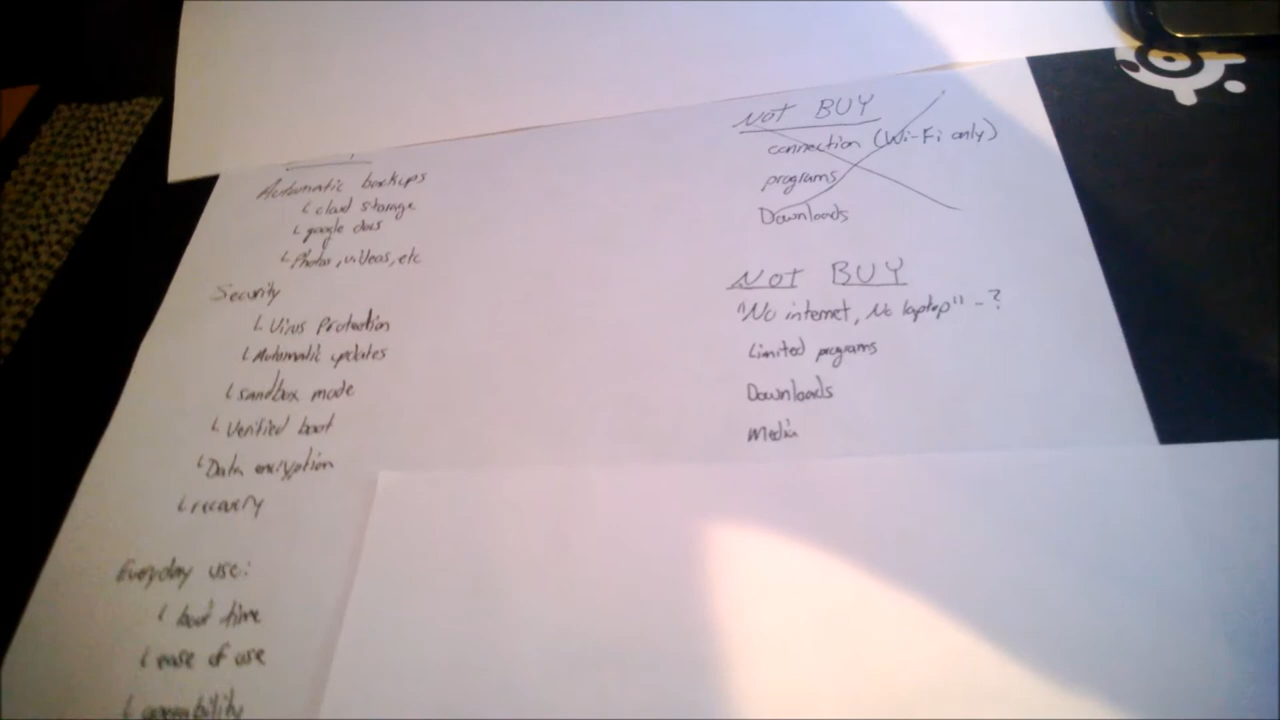 Automatic backups
cloud storage
google docs
Photos, videos, etc
Security
Virus Protection
Automatic updates
sandbox mode
Verified boot
Data encryption
recovery
Everyday use:
boot time
ease of use
NOT BUY
connection (Wi-Fi only)
programs
Downloads
NOT BUY
"No internet, No laptop" - ?
Limited programs
Downloads
Media